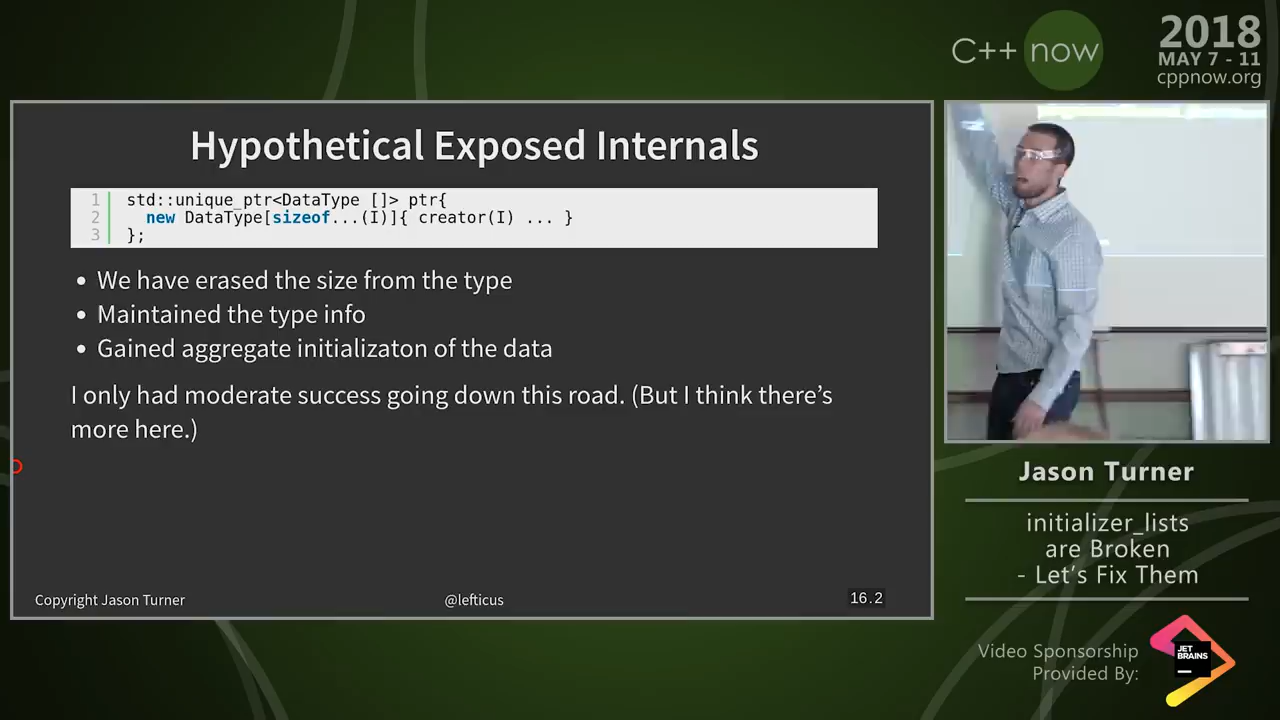 C++ now
2018
MAY 7 - 11
cppnow.org
Hypothetical Exposed Internals
1 std::unique_ptr<DataType []> ptr{
2   new DataType[sizeof...(I)]{ creator(I) ... }
3 };
• We have erased the size from the type
• Maintained the type info
• Gained aggregate initializaton of the data
I only had moderate success going down this road. (But I think there's
more here.)
Copyright Jason Turner
@lefticus
16.2
Jason Turner
initializer_lists
are Broken
- Let's Fix Them
Video Sponsorship
Provided By:
JET
BRAINS